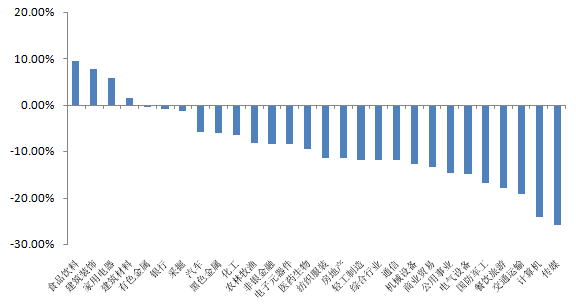 20.00%
10.00%
0.00%
-10.00%
-20.00%
-30.00%
食品饮料
建筑装饰
家用电器
建筑材料
有色金属
银行
采掘
汽车
黑色金属
化工
农林牧渔
非银金融
电子元器件
医药生物
纺织服装
房地产
轻工制造
综合行业
通信
机械设备
商业贸易
公用事业
电气设备
国防军工
餐饮旅游
交通运输
计算机
传媒